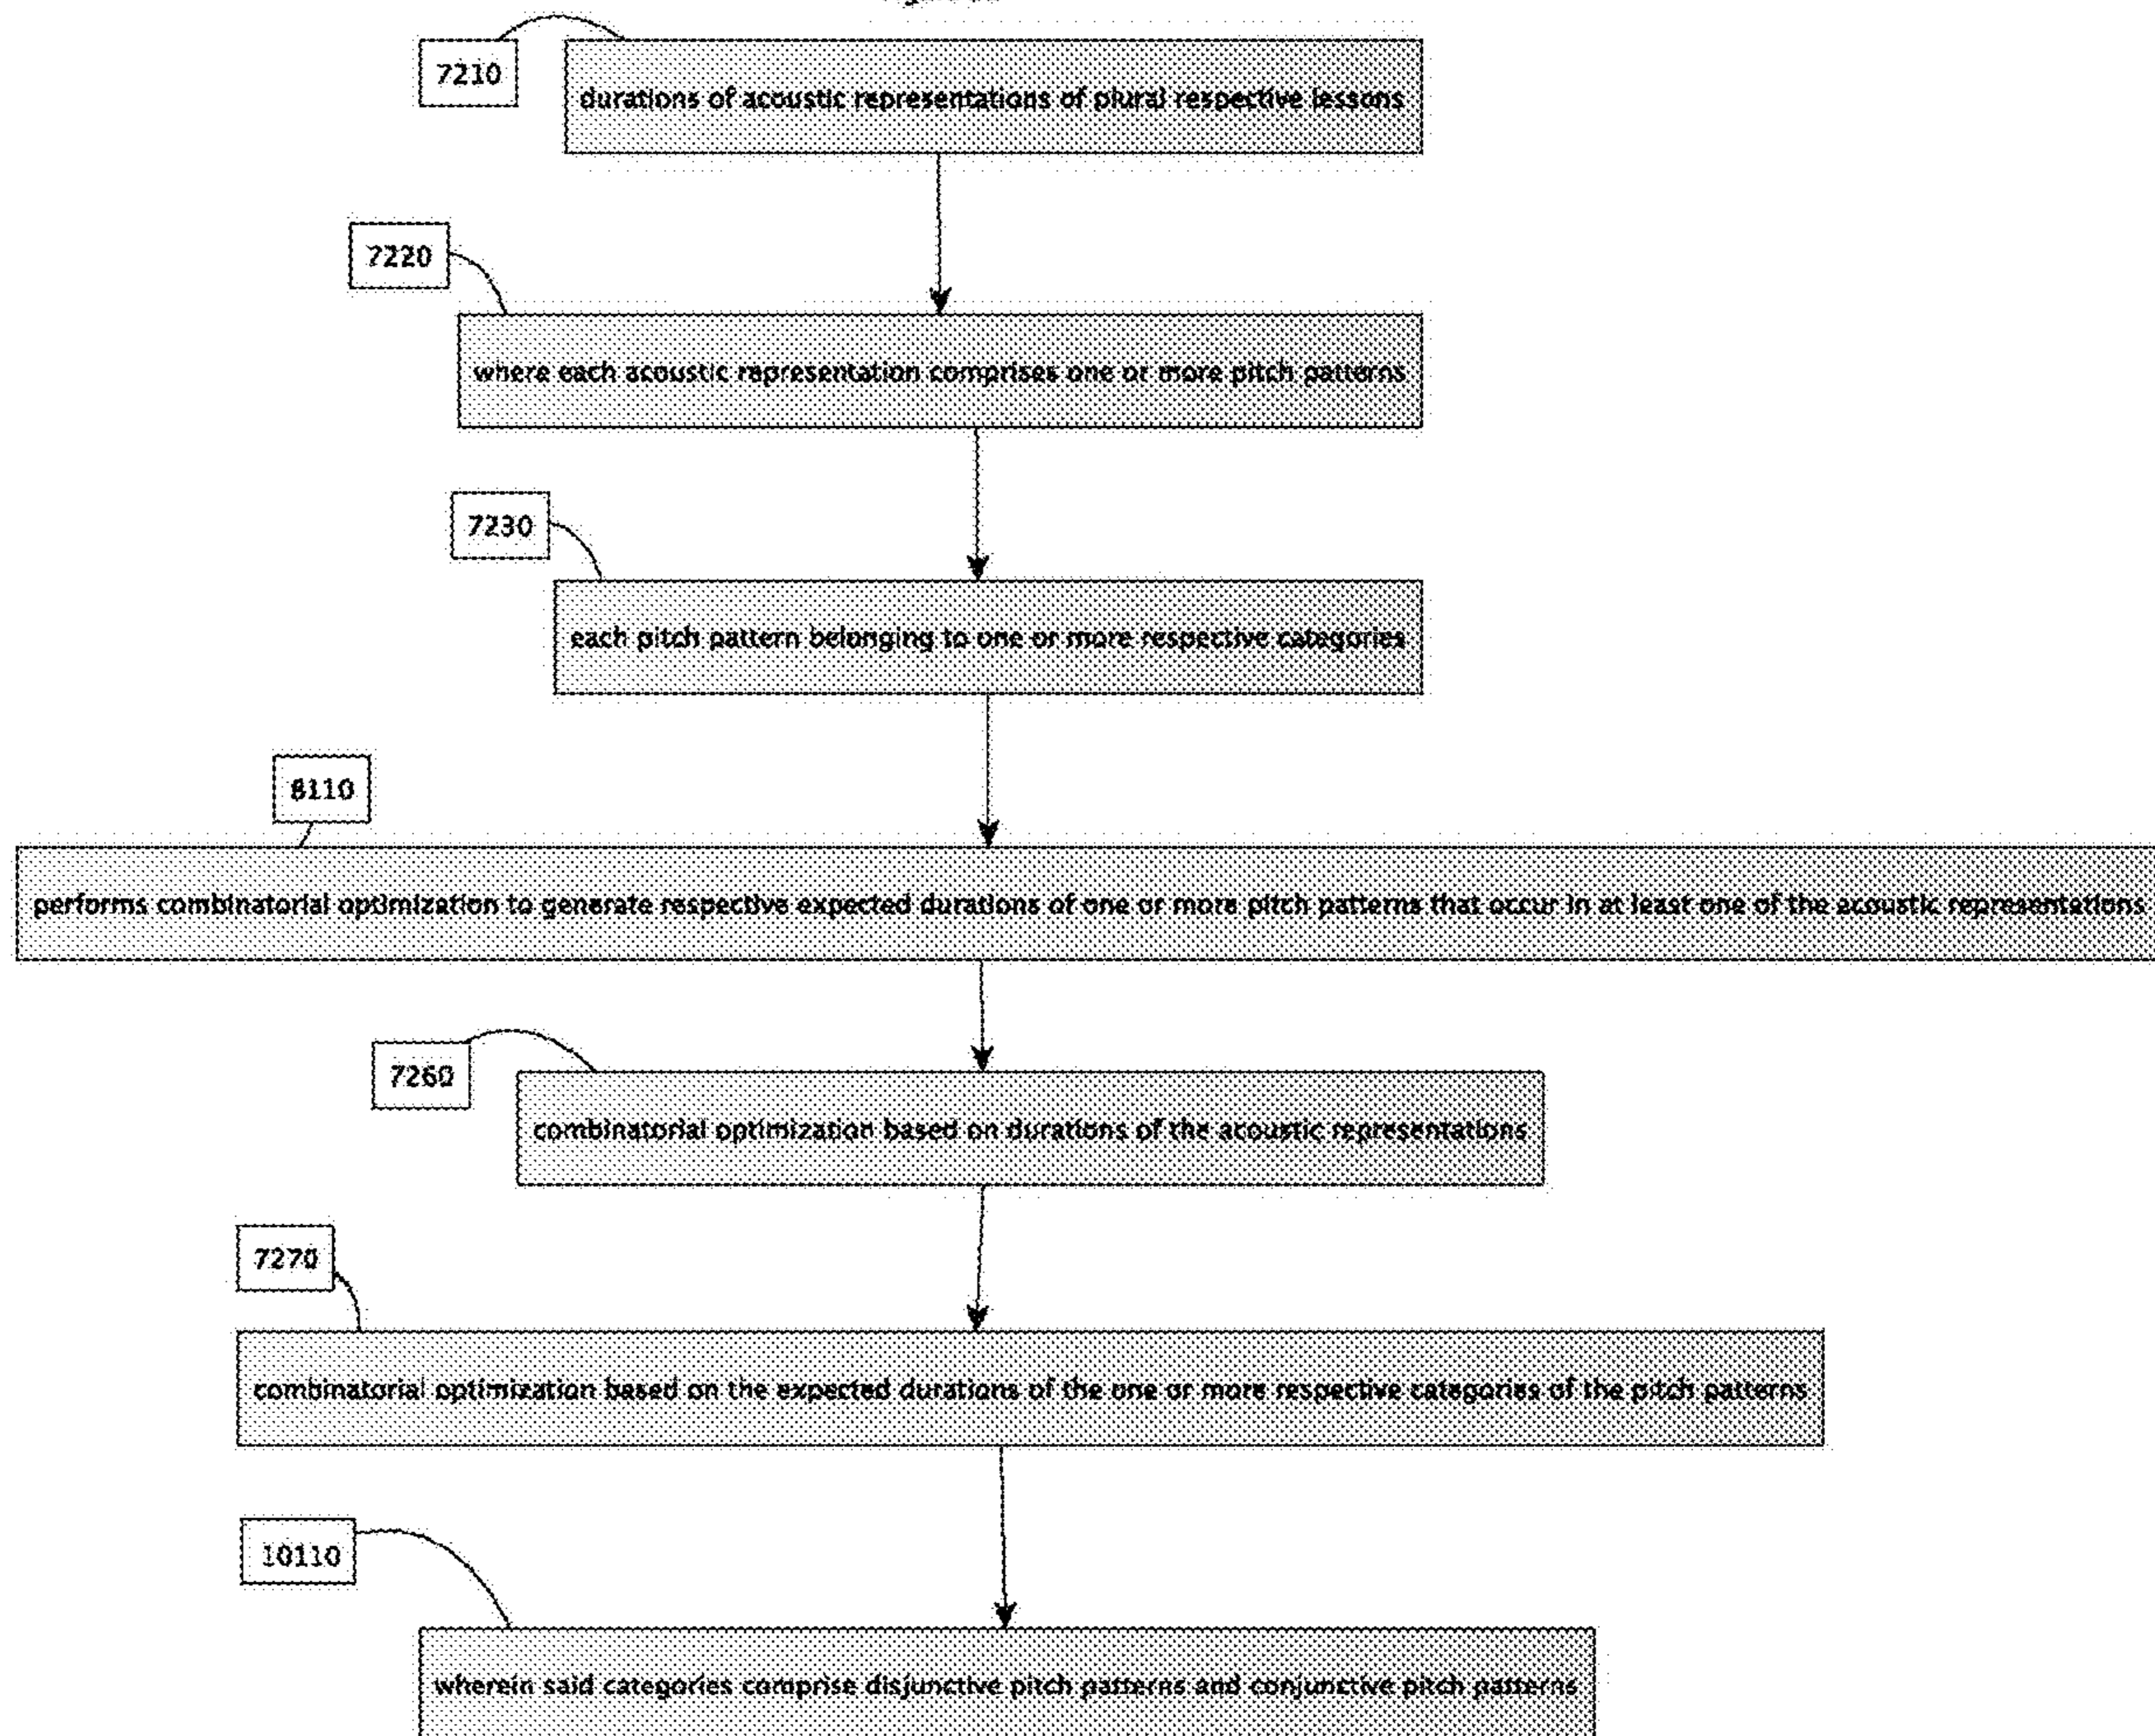 7210
durations of acoustic representations of plural respective lessons
7220
where each acoustic representation comprises one or more pitch patterns
7230
each pitch pattern belonging to one or more respective categories
8110
performs combinatorial optimization to generate respective expected durations of one or more pitch patterns that occur in at least one of the acoustic representations
7260
combinatorial optimization based on durations of the acoustic representations
7270
combinatorial optimization based on the expected durations of the one or more respective categories of the pitch patterns
10110
wherein said categories comprise disjunctive pitch patterns and conjunctive pitch patterns